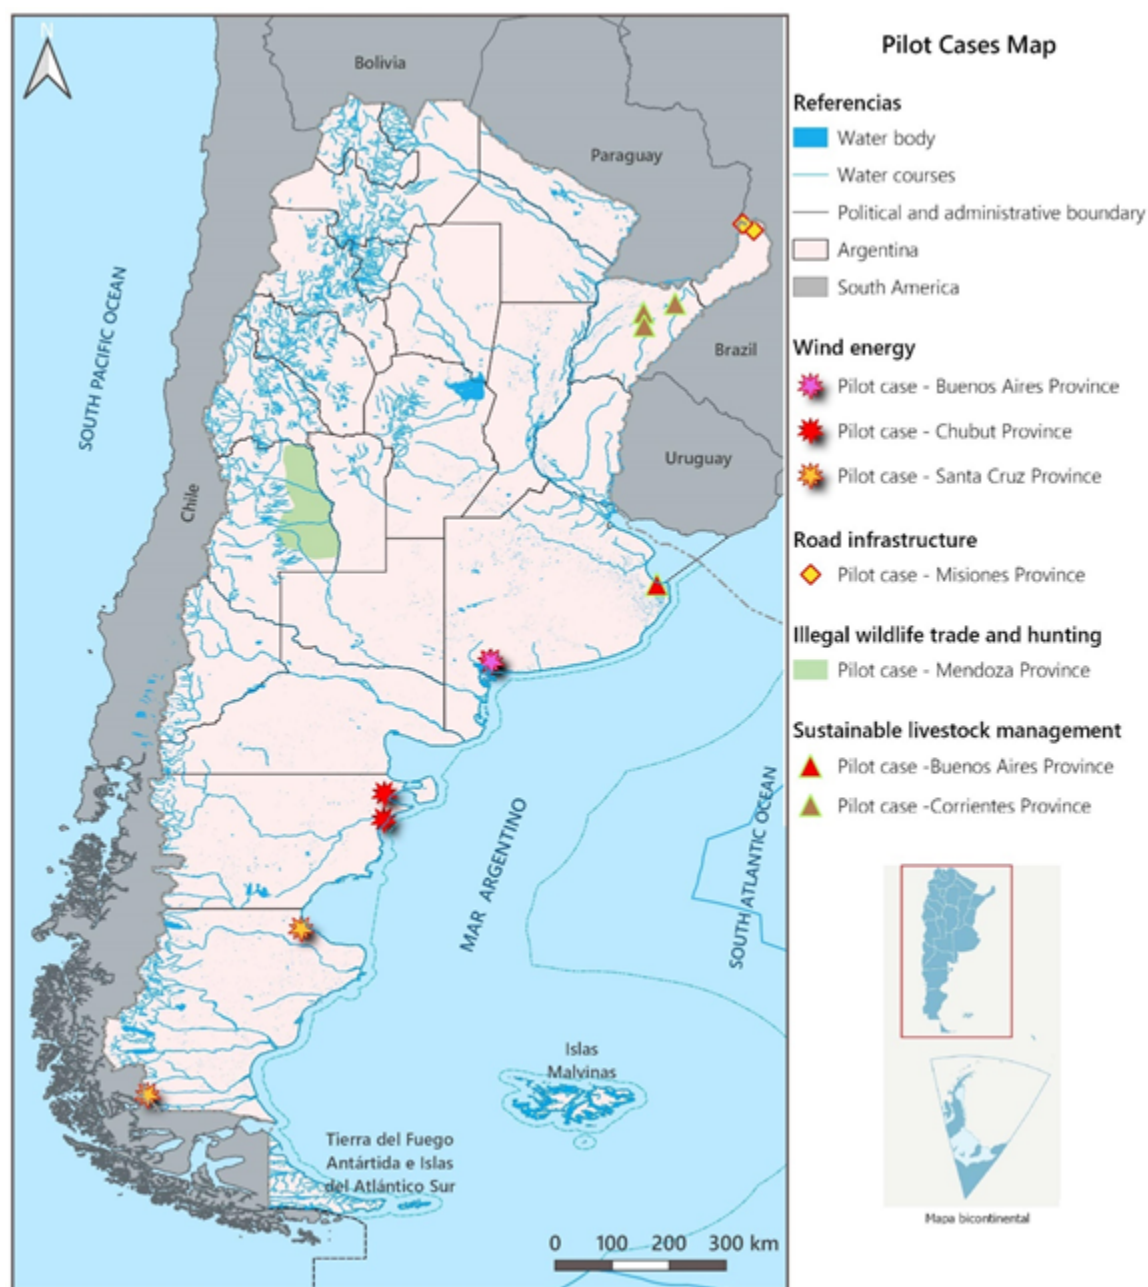 N
Bolivia
Paraguay
Brazil
Uruguay
Chile
SOUTH PACIFIC OCEAN
MAR ARGENTINO
SOUTH ATLANTIC OCEAN
Islas
Malvinas
Tierra del Fuego
Antártida e Islas
del Atlántico Sur
0 100 200 300 km
Pilot Cases Map
Referencias
Water body
Water courses
Political and administrative boundary
Argentina
South America
Wind energy
Pilot case - Buenos Aires Province
Pilot case - Chubut Province
Pilot case - Santa Cruz Province
Road infrastructure
Pilot case - Misiones Province
Illegal wildlife trade and hunting
Pilot case - Mendoza Province
Sustainable livestock management
Pilot case -Buenos Aires Province
Pilot case -Corrientes Province
Mapa bicontinental